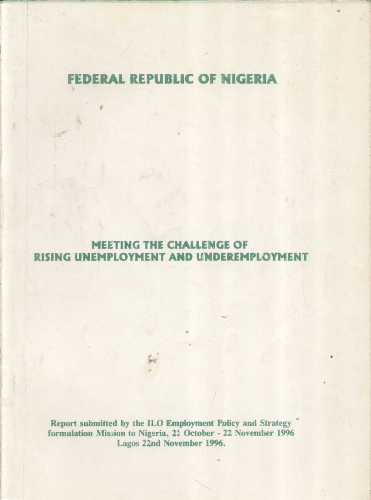 FEDERAL REPUBLIC OF NIGERIA
MEETING THE CHALLENGE OF
RISING UNEMPLOYMENT AND UNDEREMPLOYMENT
Report submitted by the ILO Employment Policy and Strategy
formulation Mission to Nigeria, 21 October - 22 November 1996
Lagos 22nd November 1996.